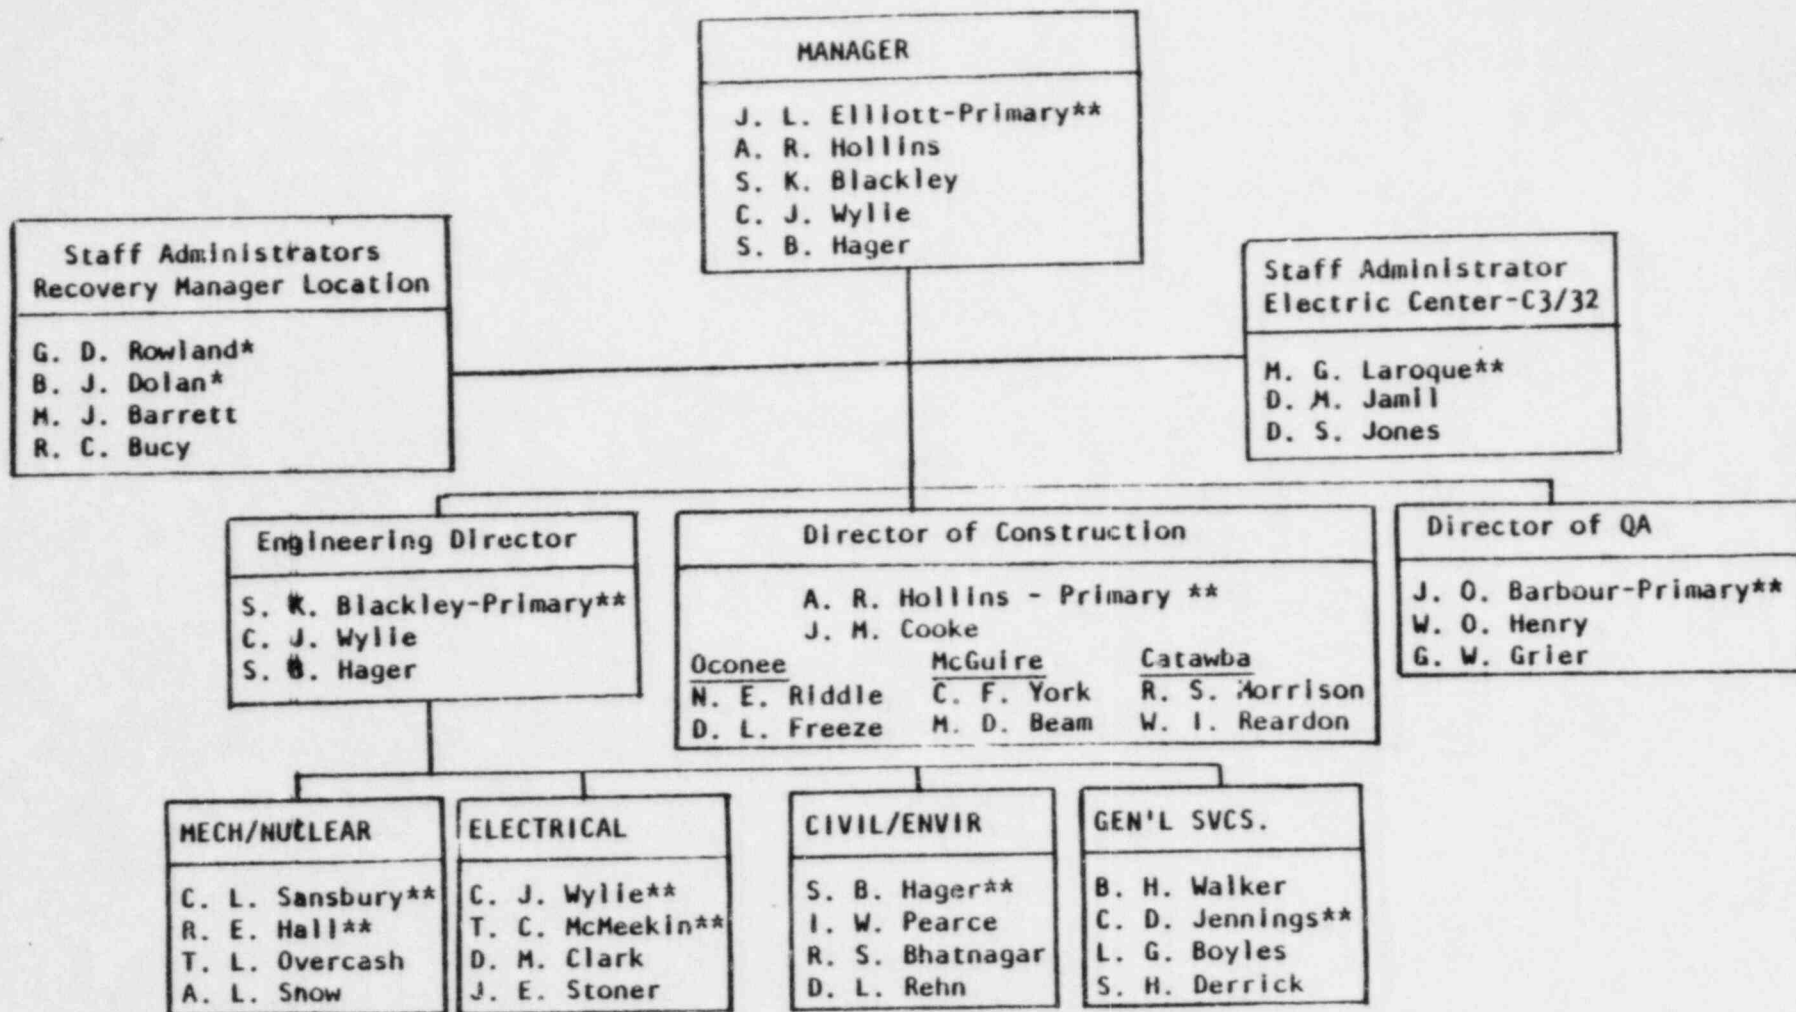 MANAGER
J. L. Elliott-Primary**
A. R. Hollins
S. K. Blackley
C. J. Wylie
S. B. Hager
Staff Administrators
Recovery Manager Location
G. D. Rowland*
B. J. Dolan*
M. J. Barrett
R. C. Bucy
Staff Administrator
Electric Center-C3/32
M. G. Laroque**
D. M. Jamil
D. S. Jones
Engineering Director
S. K. Blackley-Primary**
C. J. Wylie
S. B. Hager
Director of Construction
A. R. Hollins - Primary **
J. M. Cooke
Oconee McGuire Catawba
N. E. Riddle C. F. York R. S. Morrison
D. L. Freeze M. D. Beam W. I. Reardon
Director of QA
J. O. Barbour-Primary**
W. O. Henry
G. W. Grier
MECH/NUCLEAR
C. L. Sansbury**
R. E. Hall**
T. L. Overcash
A. L. Snow
ELECTRICAL
C. J. Wylie**
T. C. McMeekin**
D. M. Clark
J. E. Stoner
CIVIL/ENVIR
S. B. Hager**
I. W. Pearce
R. S. Bhatnagar
D. L. Rehn
GEN'L SVCS.
B. H. Walker
C. D. Jennings**
L. G. Boyles
S. H. Derrick